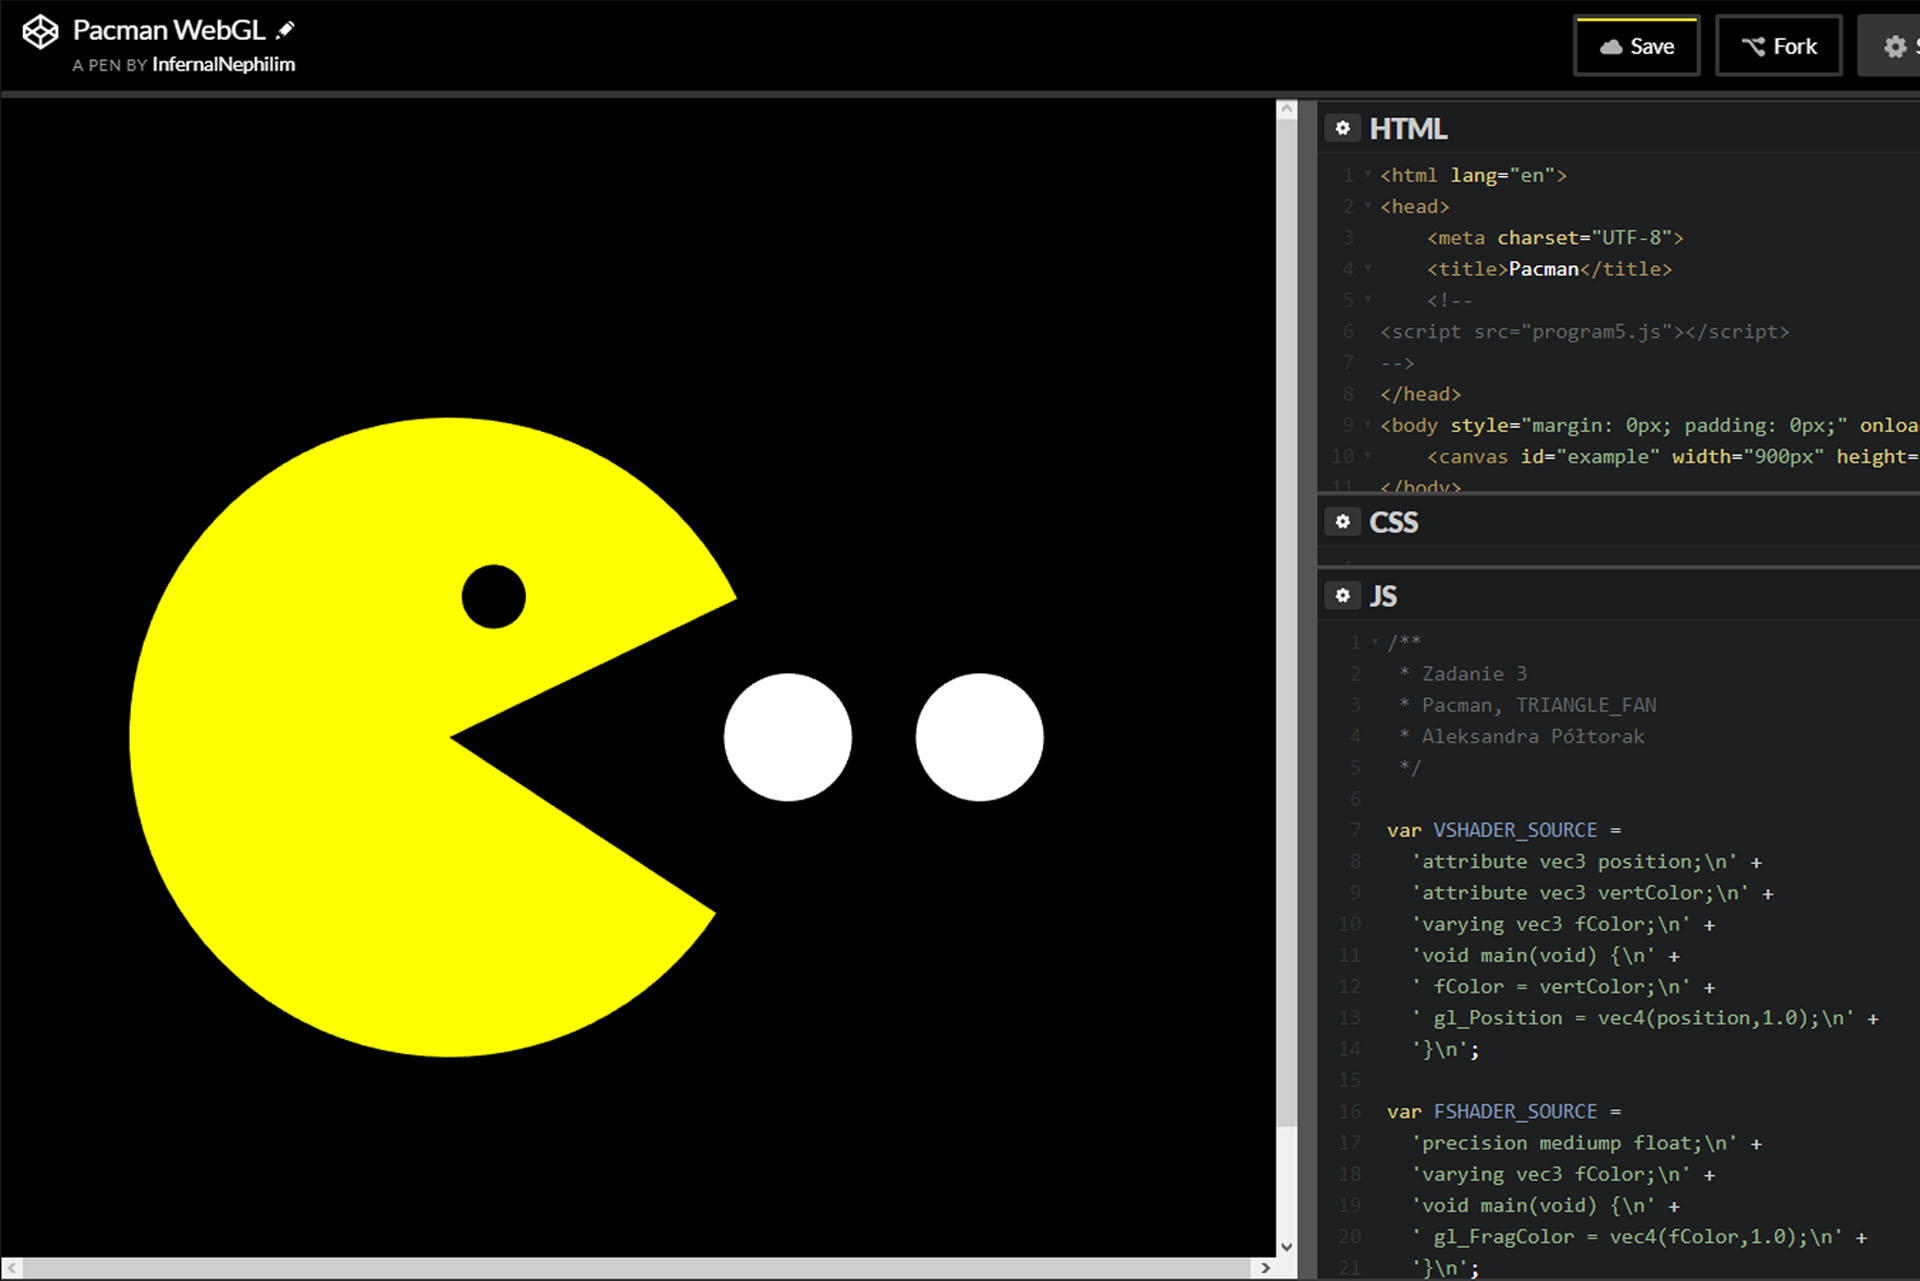 Pacman WebGL
A PEN BY InfernalNephilim
Save
Fork
HTML
1 <html lang="en">
2 <head>
3 <meta charset="UTF-8">
4 <title>Pacman</title>
5 <!--
6 <script src="program5.js"></script>
7 -->
8 </head>
9 <body style="margin: 0px; padding: 0px;" onloa
10 <canvas id="example" width="900px" height=
11 </body>
CSS
JS
1 /**
2 * Zadanie 3
3 * Pacman, TRIANGLE_FAN
4 * Aleksandra Półtorak
5 */
6
7 var VSHADER_SOURCE =
8 'attribute vec3 position;\n' +
9 'attribute vec3 vertColor;\n' +
10 'varying vec3 fColor;\n' +
11 'void main(void) {\n' +
12 ' fColor = vertColor;\n' +
13 ' gl_Position = vec4(position,1.0);\n' +
14 '}\n';
15
16 var FSHADER_SOURCE =
17 'precision mediump float;\n' +
18 'varying vec3 fColor;\n' +
19 'void main(void) {\n' +
20 ' gl_FragColor = vec4(fColor,1.0);\n' +
21 '}\n';